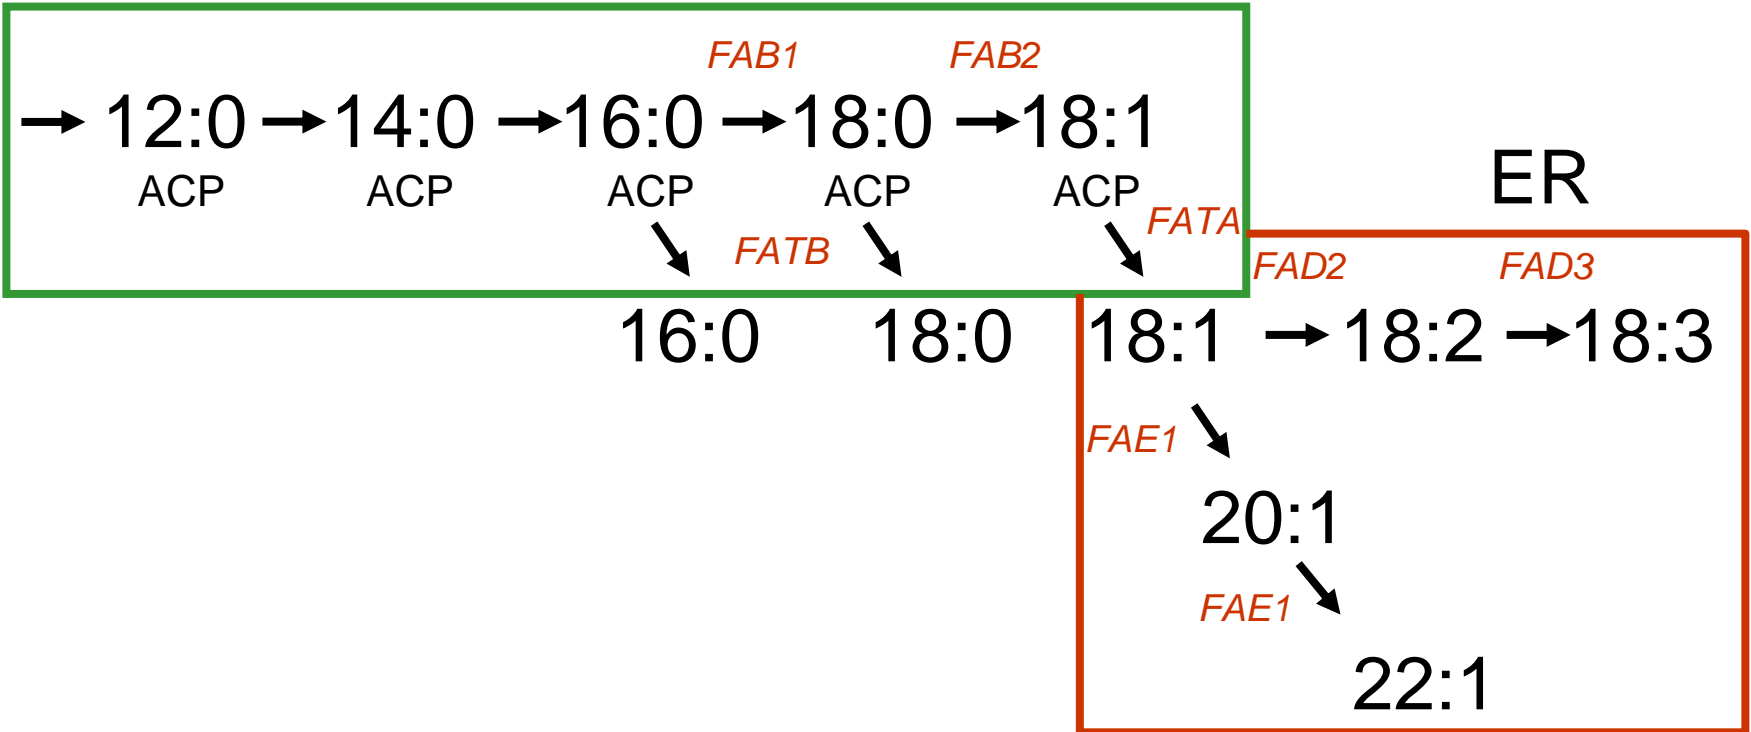 FAB1 FAB2
12:0 14:0 16:0 18:0 18:1
ACP ACP ACP ACP ACP
ER
FATB FATA
FAD2 FAD3
16:0 18:0 18:1 18:2 18:3
FAE1
20:1
FAE1
22:1